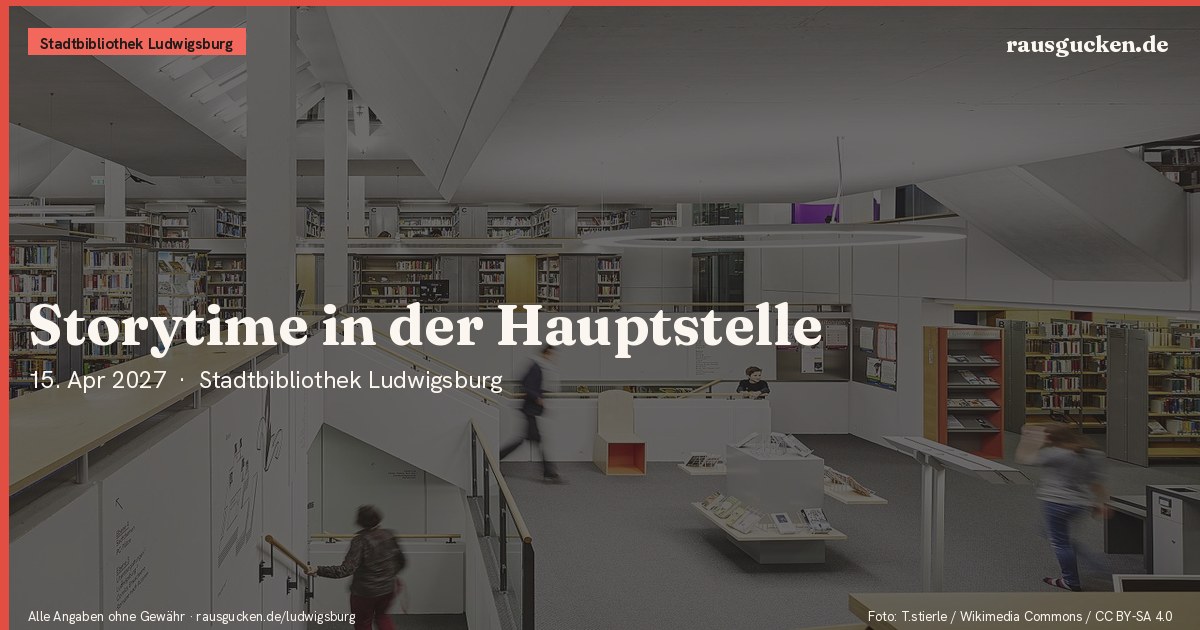 Stadtbibliothek Ludwigsburg
rausgucken.de
Storytime in der Hauptstelle
15. Apr 2027 · Stadtbibliothek Ludwigsburg
Alle Angaben ohne Gewähr · rausgucken.de/ludwigsburg
Foto: T.stierle / Wikimedia Commons / CC BY-SA 4.0